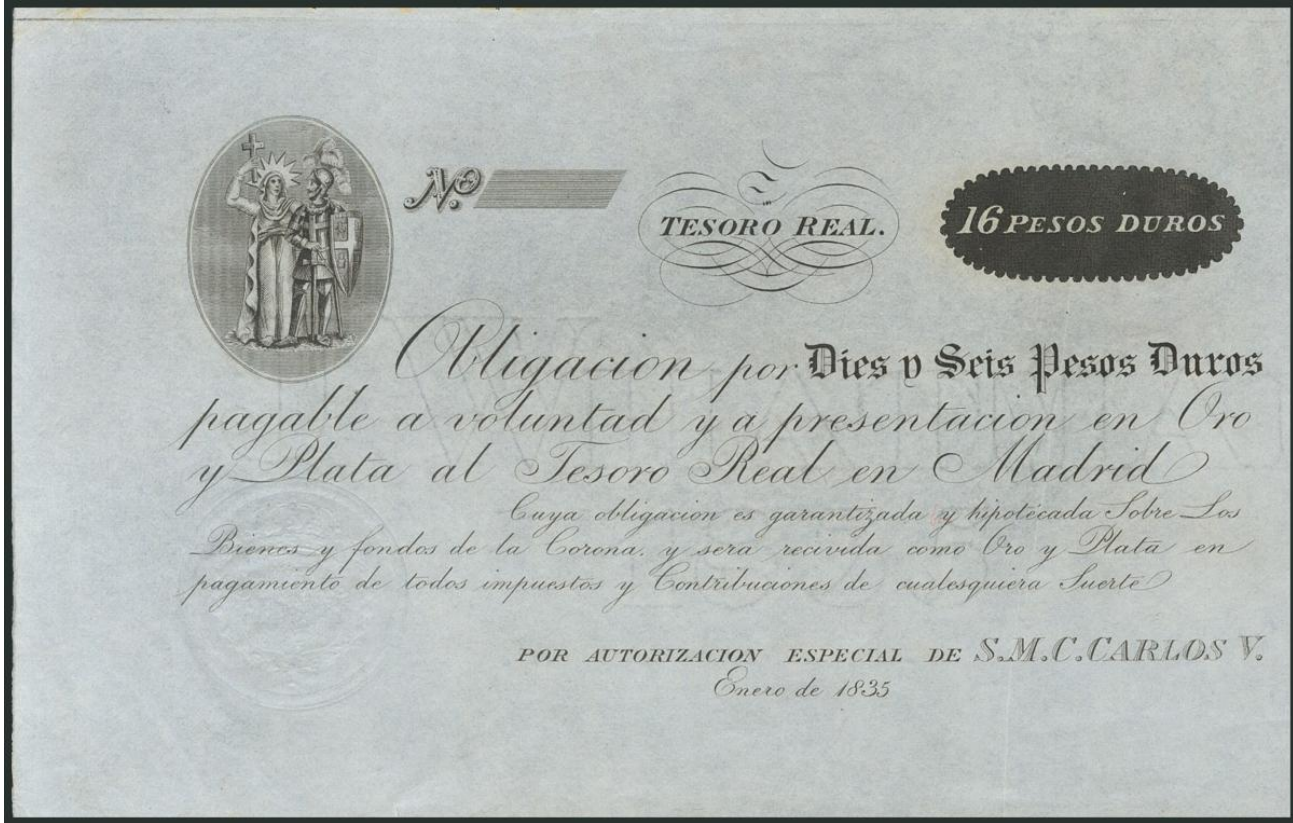 Nº
TESORO REAL.
16 PESOS DUROS
Obligacion por Dies y Seis Pesos Duros
pagable a voluntad y a presentacion en Oro
y Plata al Tesoro Real en Madrid
Cuya obligacion es garantizada y hipotécada Sobre Los
Bienes y fondos de la Corona. y sera recivida como Oro y Plata en
pagamiento de todos impuestos y Contribuciones de cualesquiera Suerte
POR AUTORIZACION ESPECIAL DE S.M.C. CARLOS V.
Enero de 1835